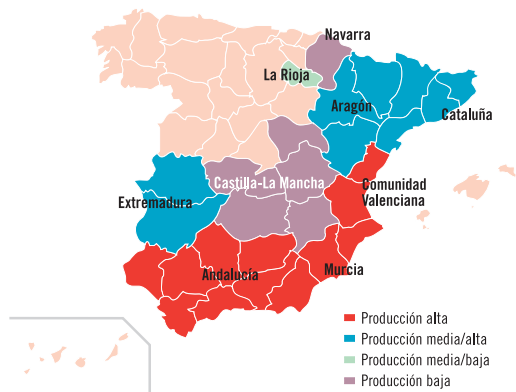 Navarra
La Rioja
Aragón
Cataluña
Castilla-La Mancha
Comunidad
Valenciana
Extremadura
Andalucía
Murcia
Producción alta
Producción media/alta
Producción media/baja
Producción baja